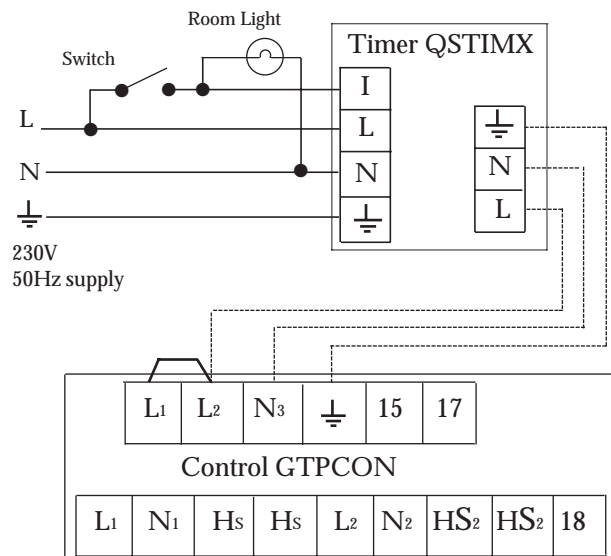 Room Light
Timer QSTIMX
Switch
I
L
L
N
N
N
L
230V
50Hz supply
L1 L2 N3 15 17
Control GTPCON
L1 N1 HS HS L2 N2 HS2 HS2 18